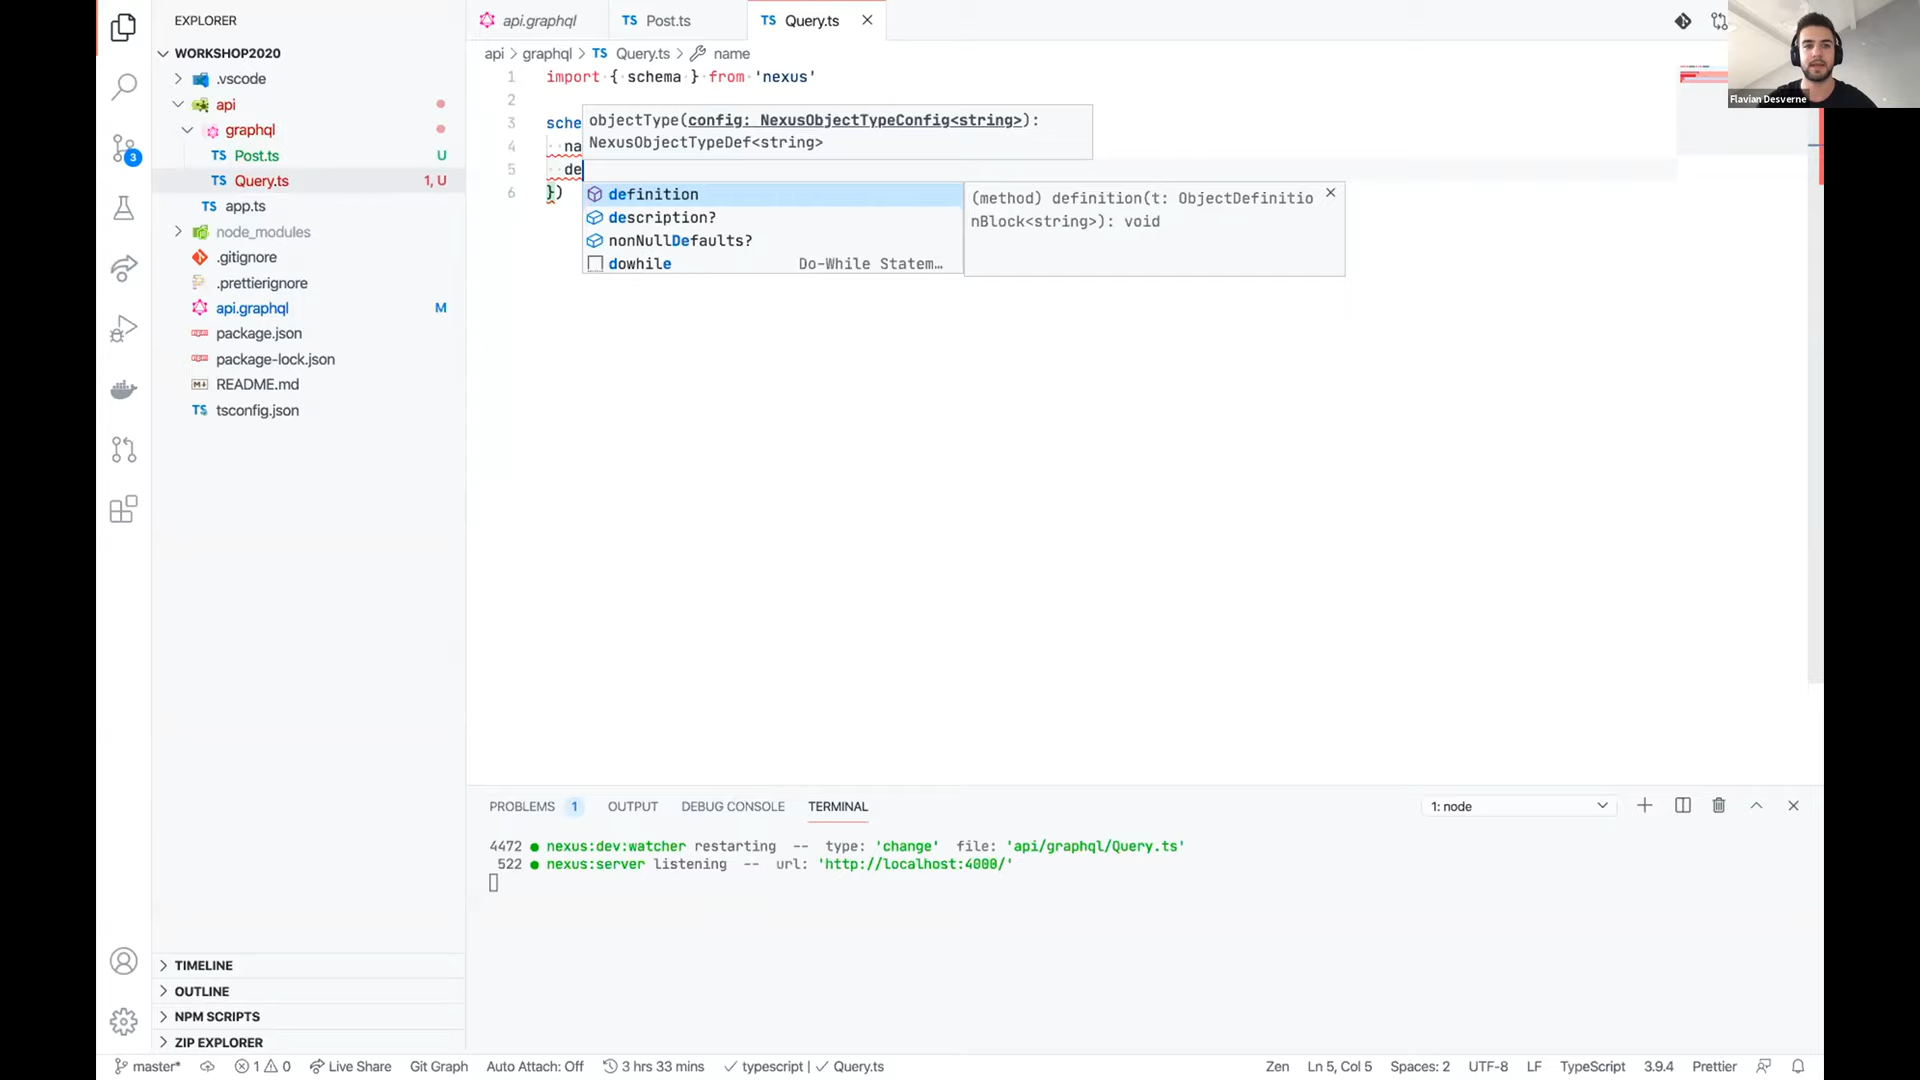 EXPLORER
WORKSHOP2020
.vscode
api
graphql
Post.ts U
Query.ts 1, U
app.ts
node_modules
.gitignore
.prettierignore
api.graphql M
package.json
package-lock.json
README.md
tsconfig.json
3
TIMELINE
OUTLINE
NPM SCRIPTS
ZIP EXPLORER
api.graphql
TS Post.ts
TS Query.ts
api > graphql > TS Query.ts > name
1 import { schema } from 'nexus'
2
3 sche
4 na
5 de
6 })
objectType(config: NexusObjectTypeConfig<string>):
NexusObjectTypeDef<string>
definition
description?
nonNullDefaults?
dowhile Do-While Statem…
(method) definition(t: ObjectDefinitio
nBlock<string>): void
Flavian Desverne
PROBLEMS 1 OUTPUT DEBUG CONSOLE TERMINAL 1: node
4472 ● nexus:dev:watcher restarting -- type: 'change' file: 'api/graphql/Query.ts'
522 ● nexus:server listening -- url: 'http://localhost:4000/'
master* 1 0 Live Share Git Graph Auto Attach: Off 3 hrs 33 mins typescript | Query.ts Zen Ln 5, Col 5 Spaces: 2 UTF-8 LF TypeScript 3.9.4 Prettier